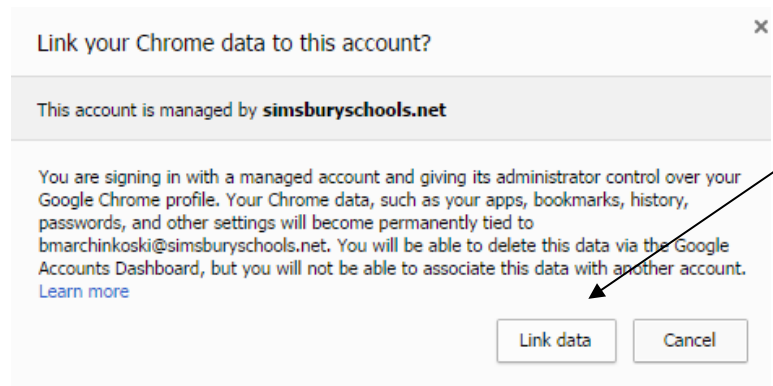 Link your Chrome data to this account?
×
This account is managed by simsburyschools.net
You are signing in with a managed account and giving its administrator control over your
Google Chrome profile. Your Chrome data, such as your apps, bookmarks, history,
passwords, and other settings will become permanently tied to
bmarchinkoski@simsburyschools.net. You will be able to delete this data via the Google
Accounts Dashboard, but you will not be able to associate this data with another account.
Learn more
Link data
Cancel